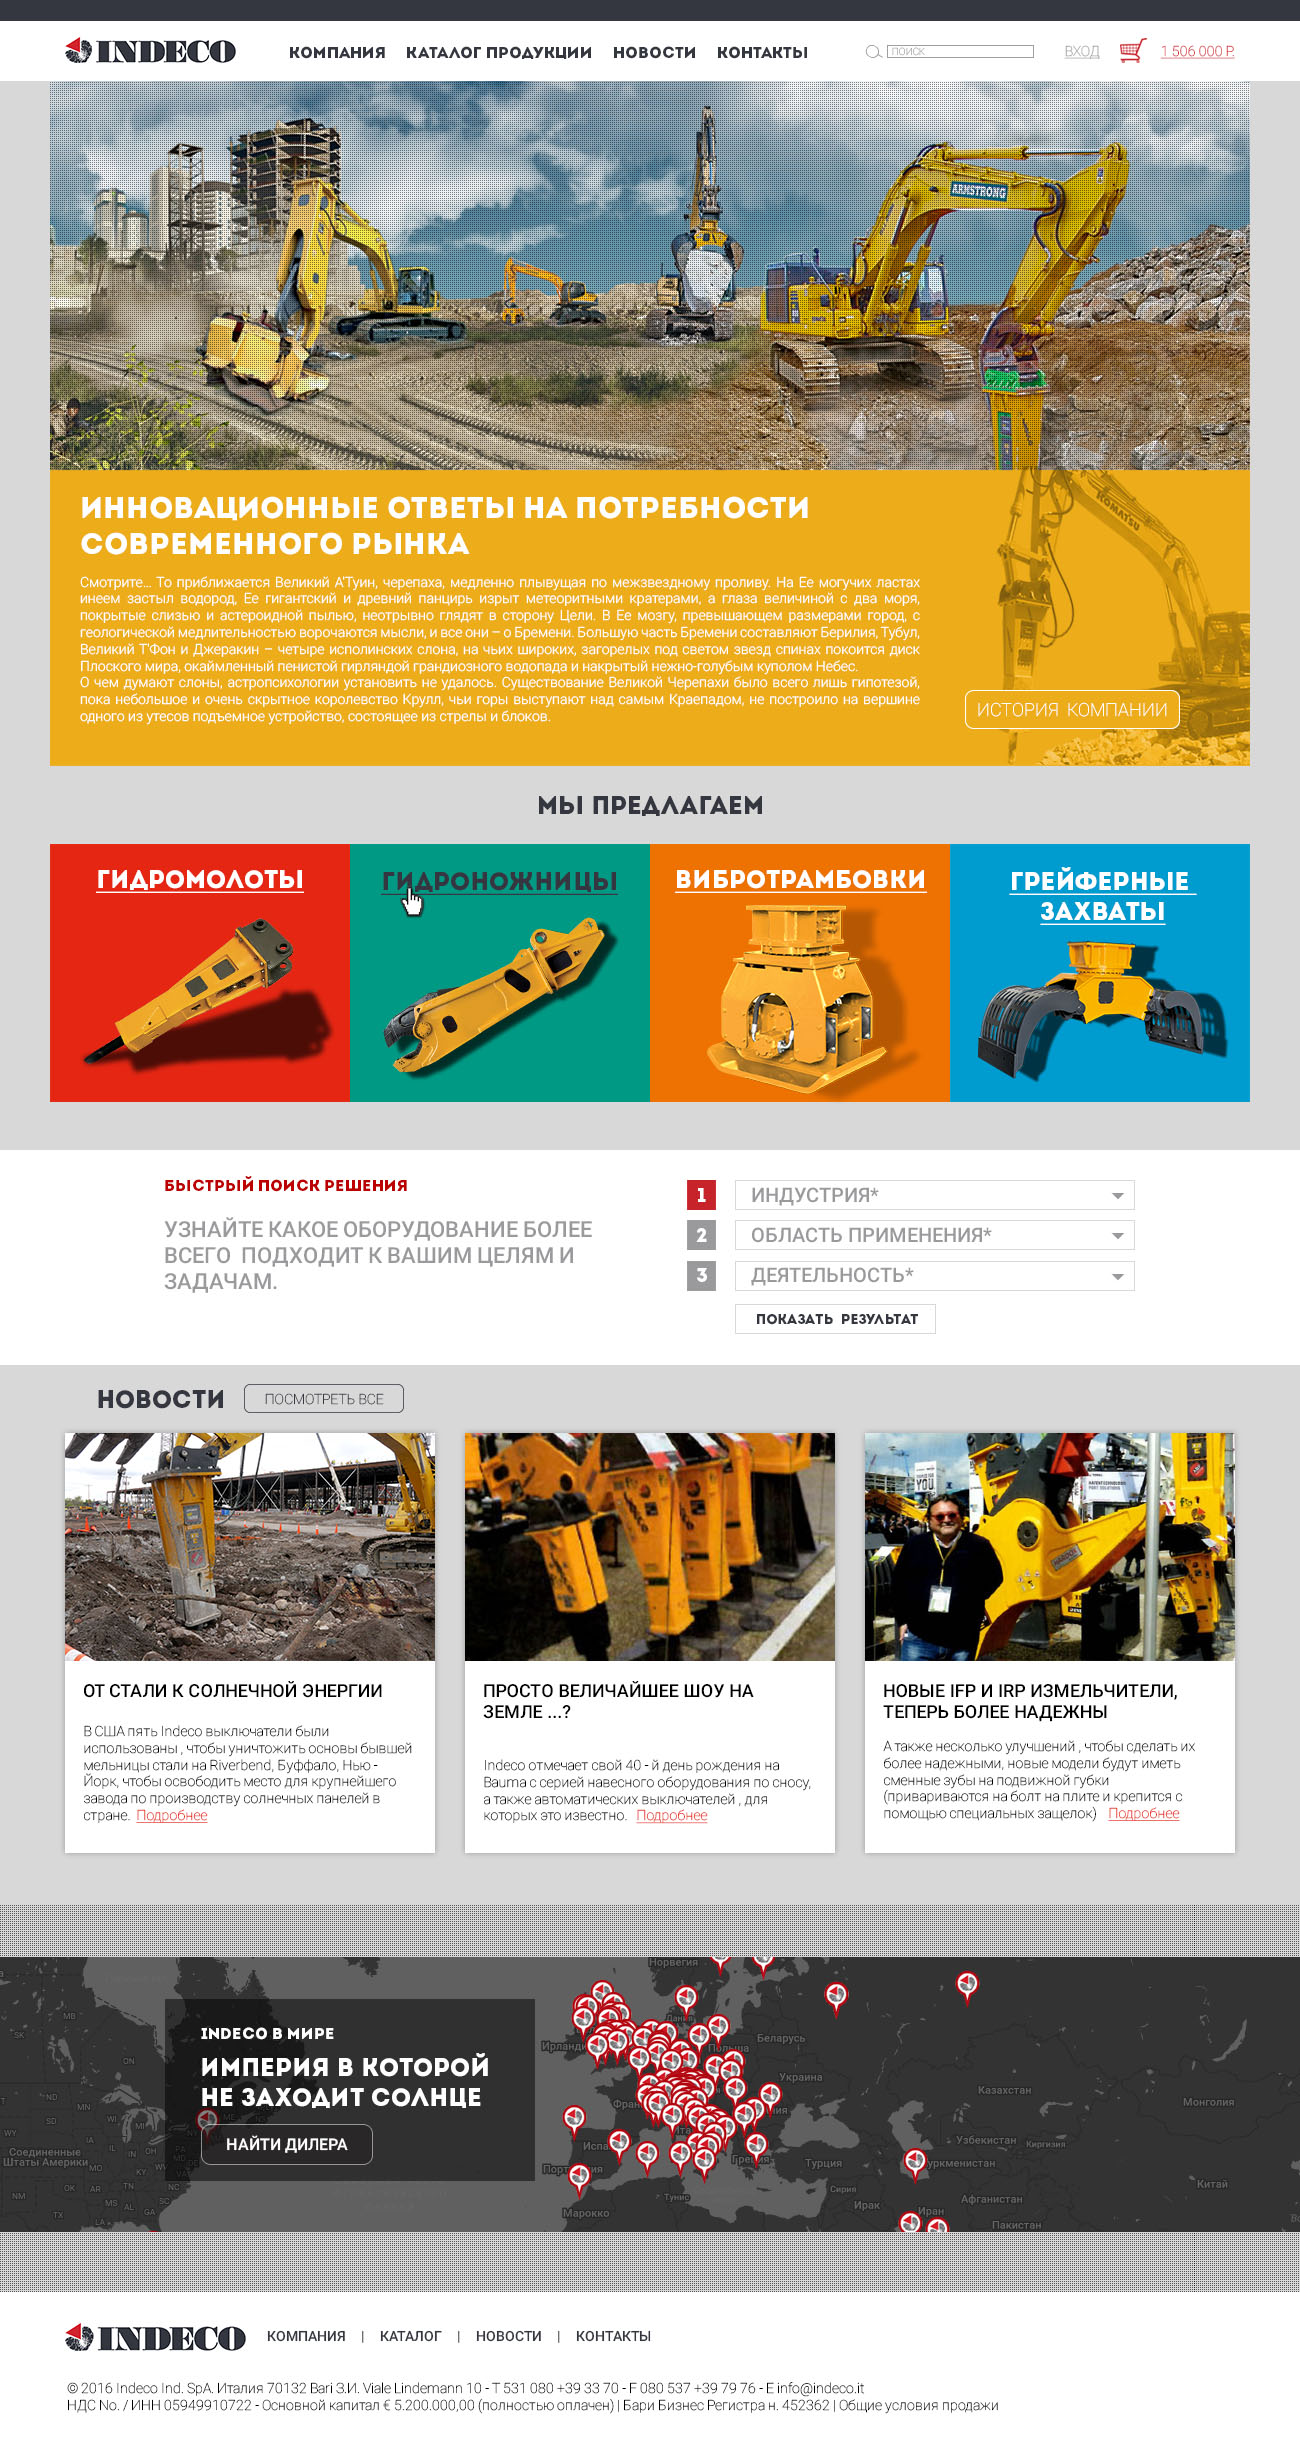 INDECO
КОМПАНИЯ КАТАЛОГ ПРОДУКЦИИ НОВОСТИ КОНТАКТЫ
ПОИСК
ВХОД
1 506 000 Р.
ARMSTRONG
ИННОВАЦИОННЫЕ ОТВЕТЫ НА ПОТРЕБНОСТИ
СОВРЕМЕННОГО РЫНКА
Смотрите... То приближается Великий А'Туин, черепаха, медленно плывущая по межзвездному проливу. На Ее могучих ластах
инеем застыл водород, Ее гигантский и древний панцирь изрыт метеоритными кратерами, а глаза величиной с два моря,
покрытые слизью и астероидной пылью, неотрывно глядят в сторону Цели. В Ее мозгу, превышающем размерами город, с
геологической медлительностью ворочаются мысли, и все они – о Бремени. Большую часть Бремени составляют Берилия, Тубул,
Великий Т'Фон и Джеракин – четыре исполинских слона, на чьих широких, загорелых под светом звезд спинах покоится диск
Плоского мира, окаймленный пенистой гирляндой грандиозного водопада и накрытый нежно-голубым куполом Небес.
О чем думают слоны, астропсихологии установить не удалось. Существование Великой Черепахи было всего лишь гипотезой,
пока небольшое и очень скрытное королевство Крулл, чьи горы выступают над самым Краепадом, не построило на вершине
одного из утесов подъемное устройство, состоящее из стрелы и блоков.
KOMATSU
ИСТОРИЯ КОМПАНИИ
МЫ ПРЕДЛАГАЕМ
ГИДРОМОЛОТЫ
ГИДРОНОЖНИЦЫ
ВИБРОТРАМБОВКИ
ГРЕЙФЕРНЫЕ
ЗАХВАТЫ
БЫСТРЫЙ ПОИСК РЕШЕНИЯ
УЗНАЙТЕ КАКОЕ ОБОРУДОВАНИЕ БОЛЕЕ
ВСЕГО ПОДХОДИТ К ВАШИМ ЦЕЛЯМ И
ЗАДАЧАМ.
1 ИНДУСТРИЯ*
2 ОБЛАСТЬ ПРИМЕНЕНИЯ*
3 ДЕЯТЕЛЬНОСТЬ*
ПОКАЗАТЬ РЕЗУЛЬТАТ
НОВОСТИ
ПОСМОТРЕТЬ ВСЕ
YOU
HARDOX
ОТ СТАЛИ К СОЛНЕЧНОЙ ЭНЕРГИИ
В США пять Indeco выключатели были
использованы , чтобы уничтожить основы бывшей
мельницы стали на Riverbend, Буффало, Нью -
Йорк, чтобы освободить место для крупнейшего
завода по производству солнечных панелей в
стране. Подробнее
ПРОСТО ВЕЛИЧАЙШЕЕ ШОУ НА
ЗЕМЛЕ ...?
Indeco отмечает свой 40 - й день рождения на
Bauma с серией навесного оборудования по сносу,
а также автоматических выключателей , для
которых это известно. Подробнее
НОВЫЕ IFP И IRP ИЗМЕЛЬЧИТЕЛИ,
ТЕПЕРЬ БОЛЕЕ НАДЕЖНЫ
А также несколько улучшений , чтобы сделать их
более надежными, новые модели будут иметь
сменные зубы на подвижной губки
(привариваются на болт на плите и крепится с
помощью специальных защелок) Подробнее
INDECO В МИРЕ
ИМПЕРИЯ В КОТОРОЙ
НЕ ЗАХОДИТ СОЛНЦЕ
НАЙТИ ДИЛЕРА
Соединенные
Штаты Америки
Норвегия
Беларусь
Польша
Украина
Казахстан
Монголия
Узбекистан
Киргизия
Турция
Сирия
Ирак
Иран
Афганистан
Пакистан
Китай
Тунис
Марокко
INDECO
КОМПАНИЯ | КАТАЛОГ | НОВОСТИ | КОНТАКТЫ
© 2016 Indeco Ind. SpA. Италия 70132 Bari З.И. Viale Lindemann 10 - T 531 080 +39 33 70 - F 080 537 +39 79 76 - E info@indeco.it
НДС No. / ИНН 05949910722 - Основной капитал € 5.200.000,00 (полностью оплачен) | Бари Бизнес Регистра н. 452362 | Общие условия продажи